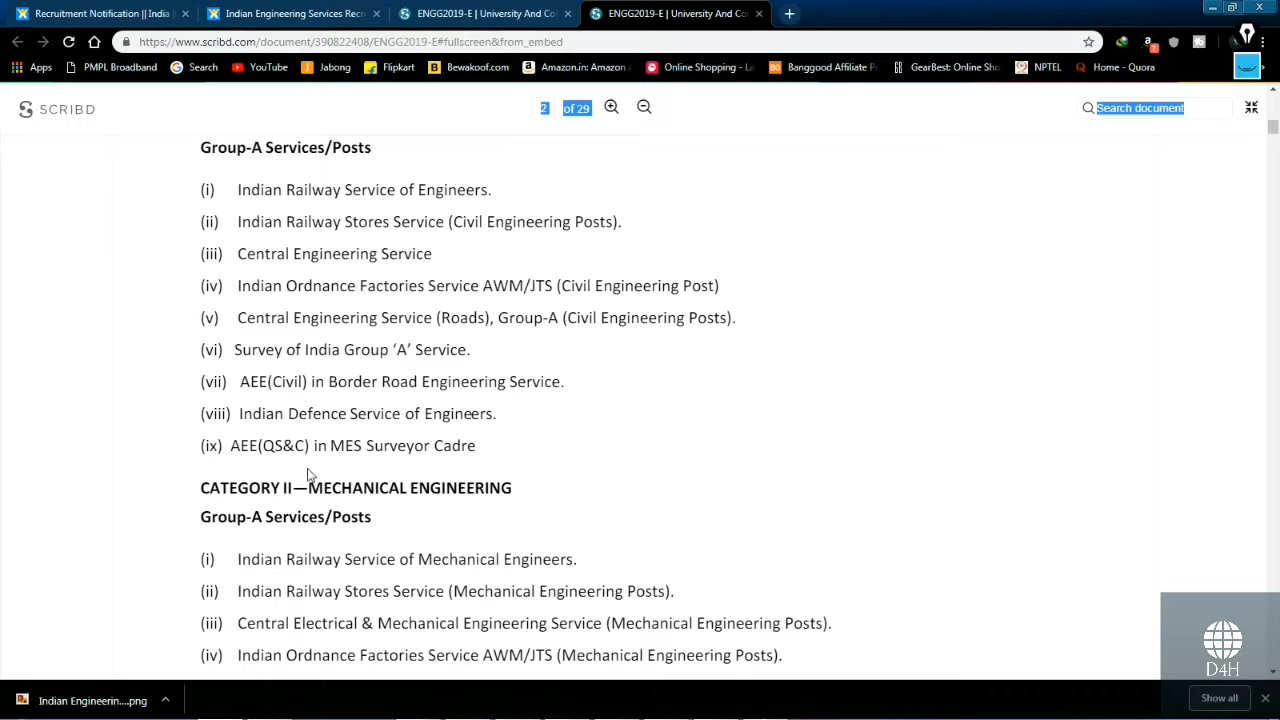 Recruitment Notification || India
Indian Engineering Services Recr
ENGG2019-E | University And Co
ENGG2019-E | University And Co
https://www.scribd.com/document/390822408/ENGG2019-E#fullscreen&from_embed
Apps
PMPL Broadband
Search
YouTube
Jabong
Flipkart
Bewakoof.com
Amazon.in: Amazon
Online Shopping - Le
Banggood Affiliate P
GearBest: Online Sho
NPTEL
Home - Quora
SCRIBD
2 of 29
Search document
Group-A Services/Posts
(i) Indian Railway Service of Engineers.
(ii) Indian Railway Stores Service (Civil Engineering Posts).
(iii) Central Engineering Service
(iv) Indian Ordnance Factories Service AWM/JTS (Civil Engineering Post)
(v) Central Engineering Service (Roads), Group-A (Civil Engineering Posts).
(vi) Survey of India Group ‘A’ Service.
(vii) AEE(Civil) in Border Road Engineering Service.
(viii) Indian Defence Service of Engineers.
(ix) AEE(QS&C) in MES Surveyor Cadre
CATEGORY II—MECHANICAL ENGINEERING
Group-A Services/Posts
(i) Indian Railway Service of Mechanical Engineers.
(ii) Indian Railway Stores Service (Mechanical Engineering Posts).
(iii) Central Electrical & Mechanical Engineering Service (Mechanical Engineering Posts).
(iv) Indian Ordnance Factories Service AWM/JTS (Mechanical Engineering Posts).
D4H
Indian Engineerin....png
Show all